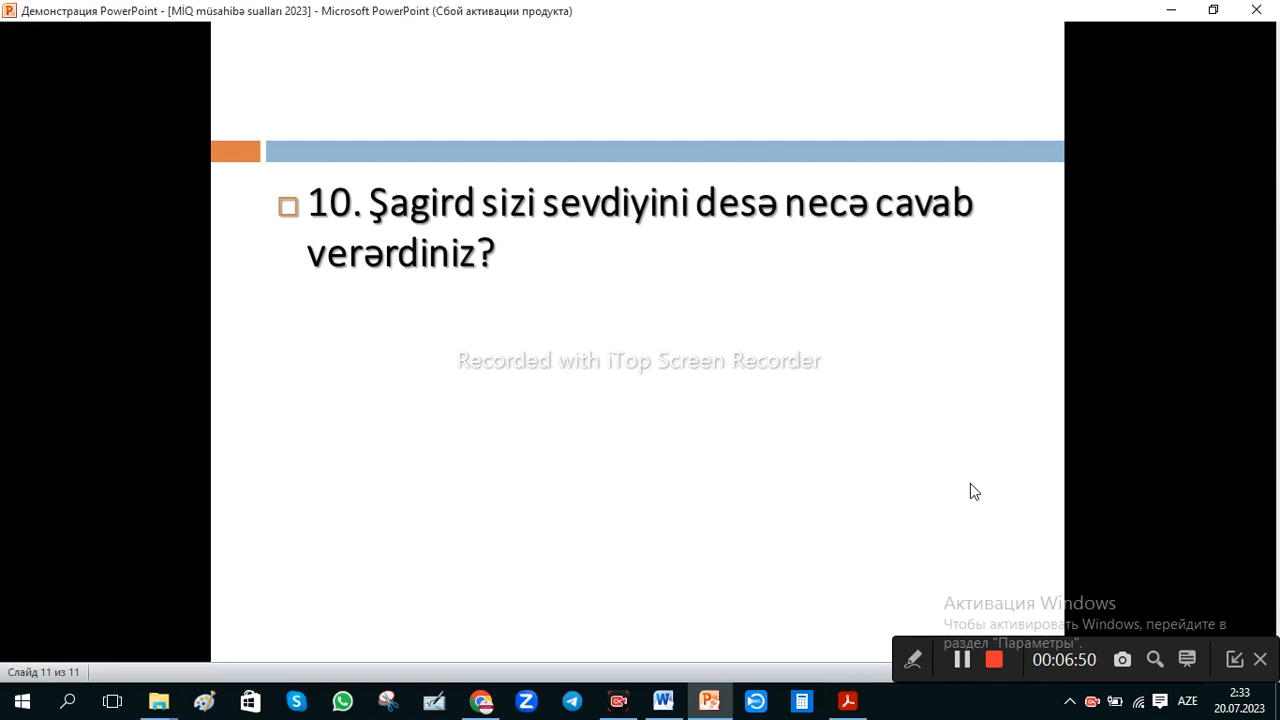 Демонстрация PowerPoint - [MİQ müsahibə sualları 2023] - Microsoft PowerPoint (Сбой активации продукта)
10. Şagird sizi sevdiyini desə necə cavab
verərdiniz?
Recorded with iTop Screen Recorder
Активация Windows
Чтобы активировать Windows, перейдите в
раздел "Параметры".
00:06:50
Слайд 11 из 11
AZE
2:33
20.07.2023